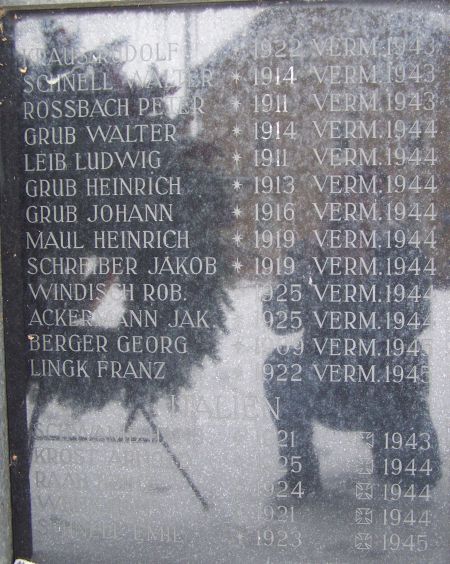 KRAUS RUDOLF * 1922 VERM. 1943
SCHNELL WALTER * 1914 VERM. 1943
ROSSBACH PETER * 1911 VERM. 1943
GRUB WALTER * 1914 VERM. 1944
LEIB LUDWIG * 1911 VERM. 1944
GRUB HEINRICH * 1913 VERM. 1944
GRUB JOHANN * 1916 VERM. 1944
MAUL HEINRICH * 1919 VERM. 1944
SCHREIBER JAKOB * 1919 VERM. 1944
WINDISCH ROB. 1925 VERM. 1944
ACKERMANN JAK. 1925 VERM. 1944
BERGER GEORG 1909 VERM. 1945
LINGK FRANZ 1922 VERM. 1945
ITALIEN
1921 ✠ 1943
1925 ✠ 1944
1924 ✠ 1944
1921 ✠ 1944
SCHNELL EMIL 1923 ✠ 1945